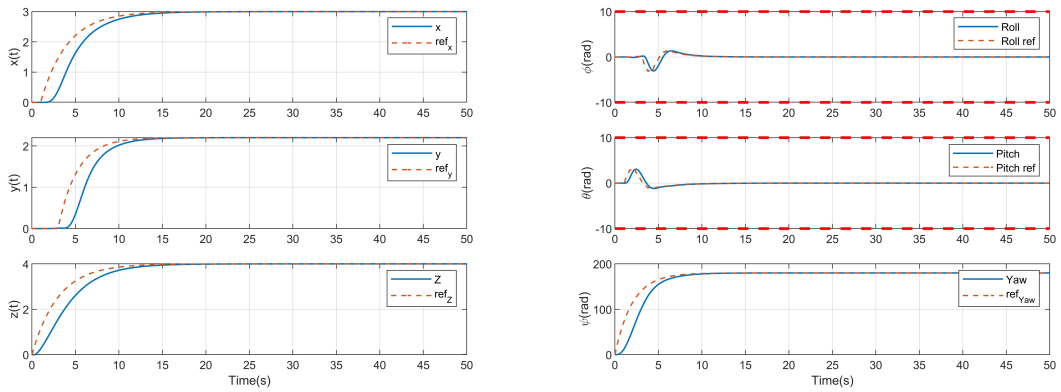 x(t)
3
2
1
0
0 5 10 15 20 25 30 35 40 45 50
x
ref_x
y(t)
2
1
0
0 5 10 15 20 25 30 35 40 45 50
y
ref_y
z(t)
4
2
0
0 5 10 15 20 25 30 35 40 45 50
Z
ref_Z
Time(s)
ϕ(rad)
10
0
-10
0 5 10 15 20 25 30 35 40 45 50
Roll
Roll ref
θ(rad)
10
0
-10
0 5 10 15 20 25 30 35 40 45 50
Pitch
Pitch ref
ψ(rad)
200
100
0
0 5 10 15 20 25 30 35 40 45 50
Yaw
ref_Yaw
Time(s)